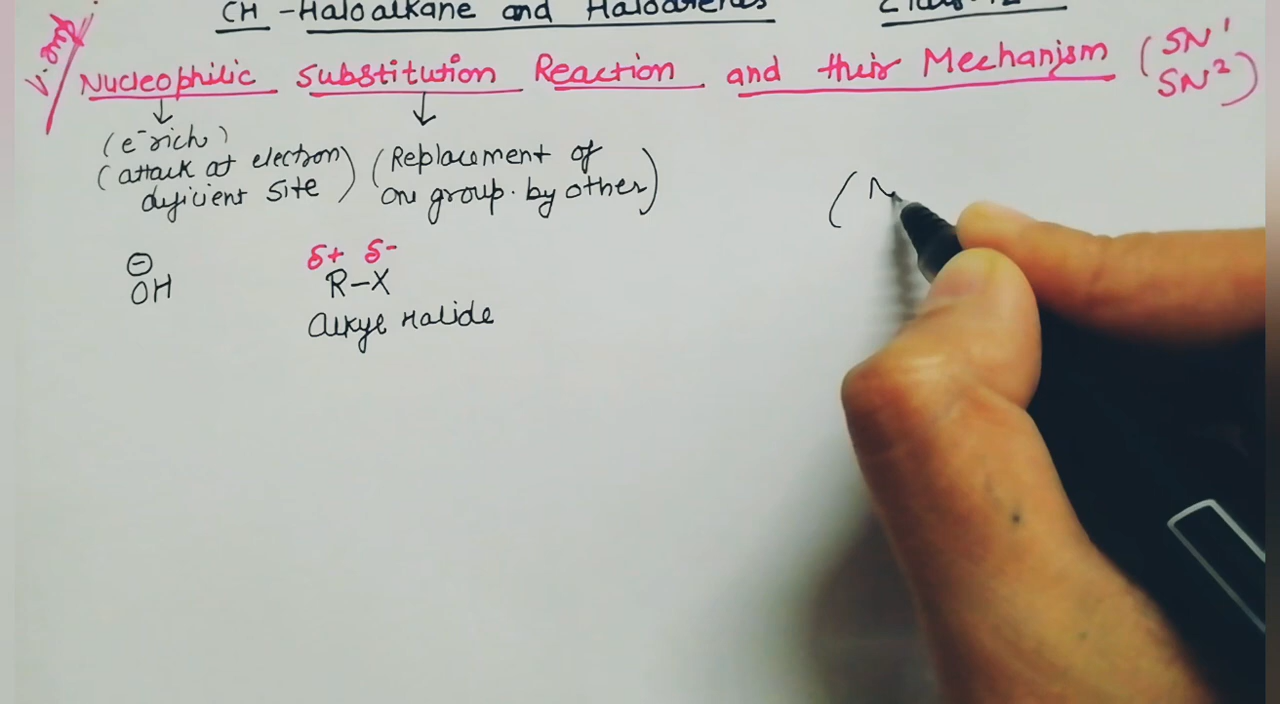 CH - Haloalkane and Haloarenes
V. Imp.
Nucleophilic Substitution Reaction and their Mechanism (SN¹
SN²)
↓ ↓
(e⁻ rich)
(attack at electron
deficient site)
(Replacement of
one group. by other)
(N
⊖
OH
δ+ δ-
R-X
Alkyl Halide